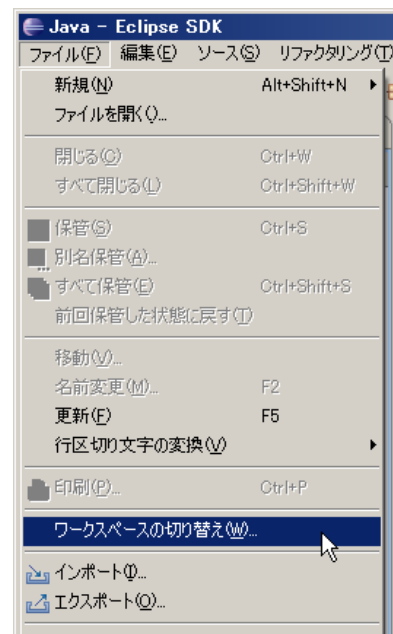 Java - Eclipse SDK
ファイル(F) 編集(E) ソース(S) リファクタリング(T)
新規(N) Alt+Shift+N
ファイルを開く()...
閉じる(C) Ctrl+W
すべて閉じる(L) Ctrl+Shift+W
保管(S) Ctrl+S
別名保管(A)...
すべて保管(E) Ctrl+Shift+S
前回保管した状態に戻す(T)
移動(V)...
名前変更(M)... F2
更新(F) F5
行区切り文字の変換(V)
印刷(P)... Ctrl+P
ワークスペースの切り替え(W)...
インポート(I)...
エクスポート(O)...